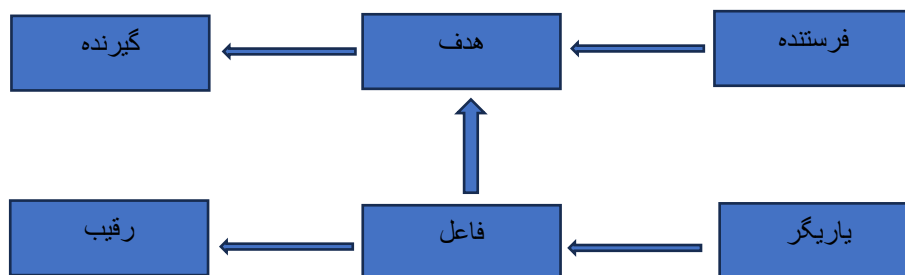 فرستنده
هدف
گیرنده
یاریگر
فاعل
رقیب